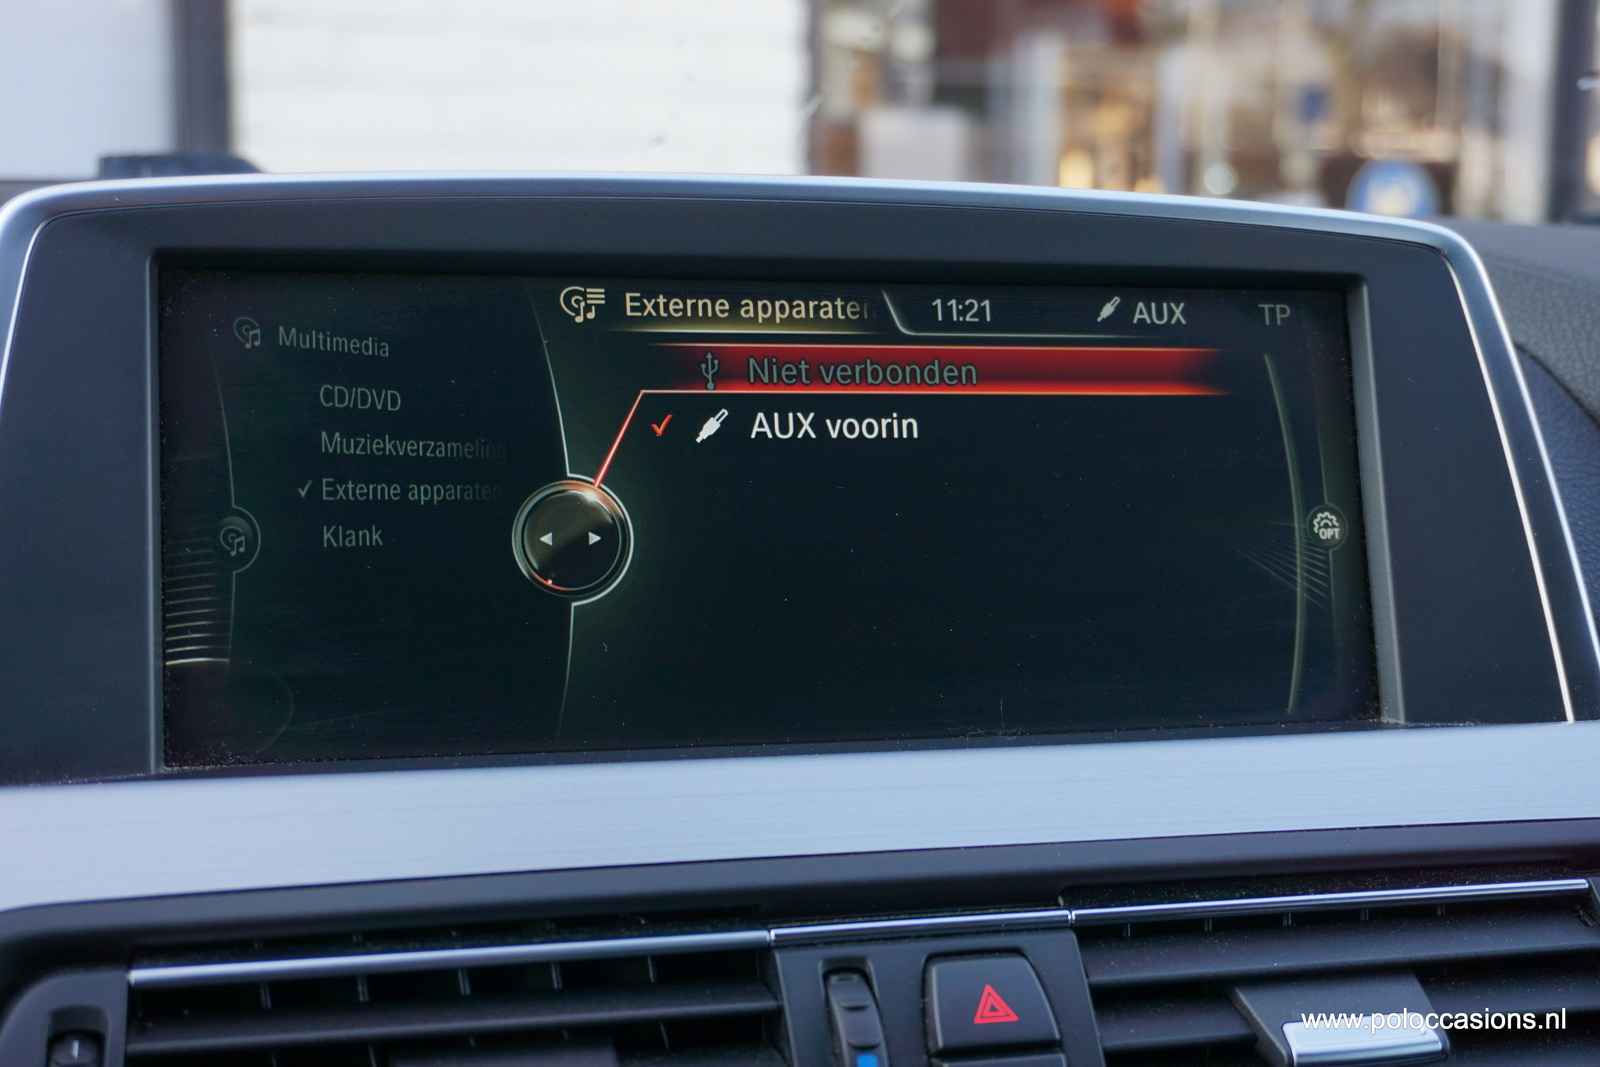 Externe apparaten
11:21
AUX
TP
Multimedia
CD/DVD
Muziekverzameling
✓ Externe apparaten
Klank
Niet verbonden
✓ AUX voorin
OPT
www.poloccasions.nl